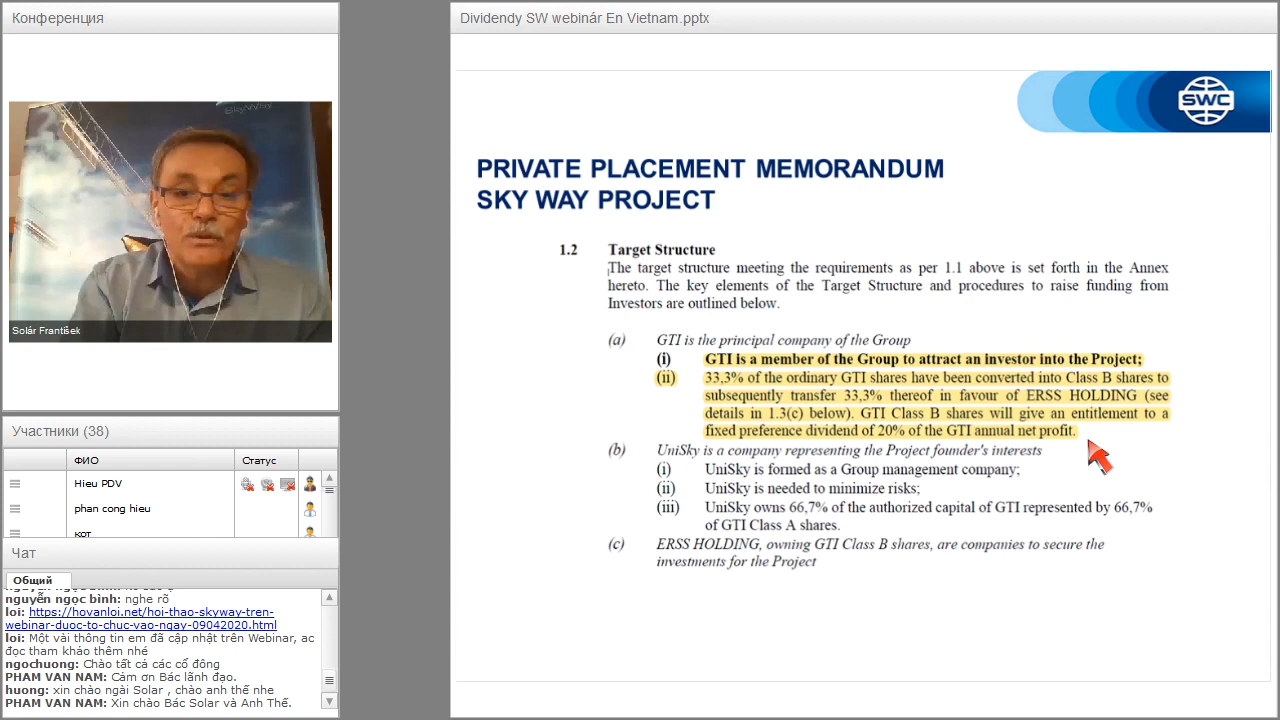 Конференция
SkyWay
Solár František
Участники (38)
ФИО
Статус
Hieu PDV
phan cong hieu
кот
Чат
Общий
nguyễn ngọc bình: nghe rõ
loi: https://hovanloi.net/hoi-thao-skyway-tren-
webinar-duoc-to-chuc-vao-ngay-09042020.html
loi: Một vài thông tin em đã cập nhật trên Webinar, ac
đọc tham khảo thêm nhé
ngochuong: Chào tất cả các cổ đông
PHAM VAN NAM: Cảm ơn Bác lãnh đạo.
huong: xin chào ngài Solar , chào anh thế nhe
PHAM VAN NAM: Xin chào Bác Solar và Anh Thế.
Dividendy SW webinár En Vietnam.pptx
SWC
PRIVATE PLACEMENT MEMORANDUM
SKY WAY PROJECT
1.2 Target Structure
The target structure meeting the requirements as per 1.1 above is set forth in the Annex
hereto. The key elements of the Target Structure and procedures to raise funding from
Investors are outlined below.
(a) GTI is the principal company of the Group
(i) GTI is a member of the Group to attract an investor into the Project;
(ii) 33,3% of the ordinary GTI shares have been converted into Class B shares to
subsequently transfer 33,3% thereof in favour of ERSS HOLDING (see
details in 1.3(c) below). GTI Class B shares will give an entitlement to a
fixed preference dividend of 20% of the GTI annual net profit.
(b) UniSky is a company representing the Project founder's interests
(i) UniSky is formed as a Group management company;
(ii) UniSky is needed to minimize risks;
(iii) UniSky owns 66,7% of the authorized capital of GTI represented by 66,7%
of GTI Class A shares.
(c) ERSS HOLDING, owning GTI Class B shares, are companies to secure the
investments for the Project